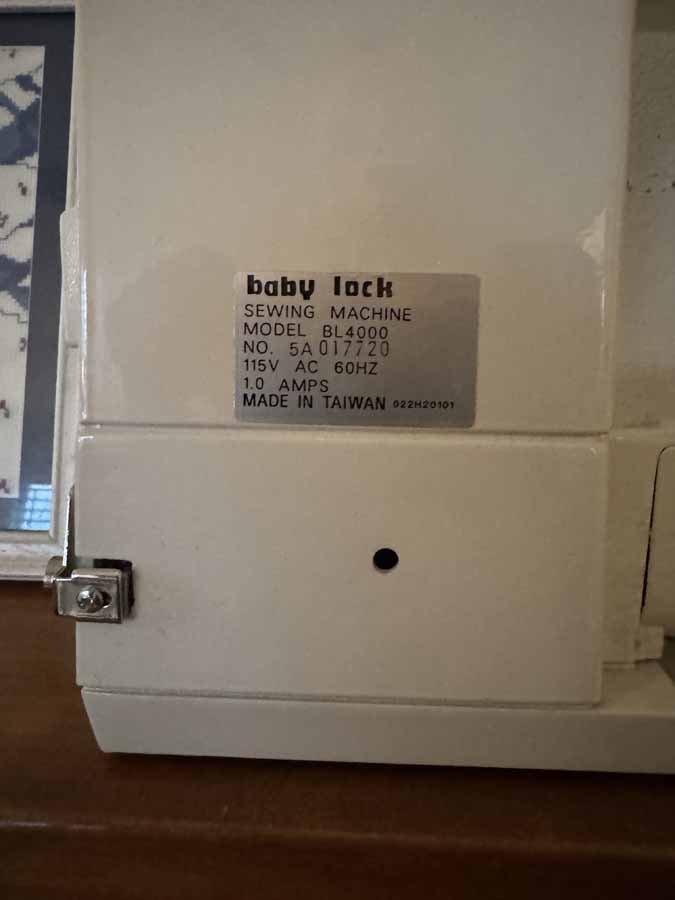 baby lock
SEWING MACHINE
MODEL BL4000
NO. 5A017720
115V AC 60HZ
1.0 AMPS
MADE IN TAIWAN 022H20101